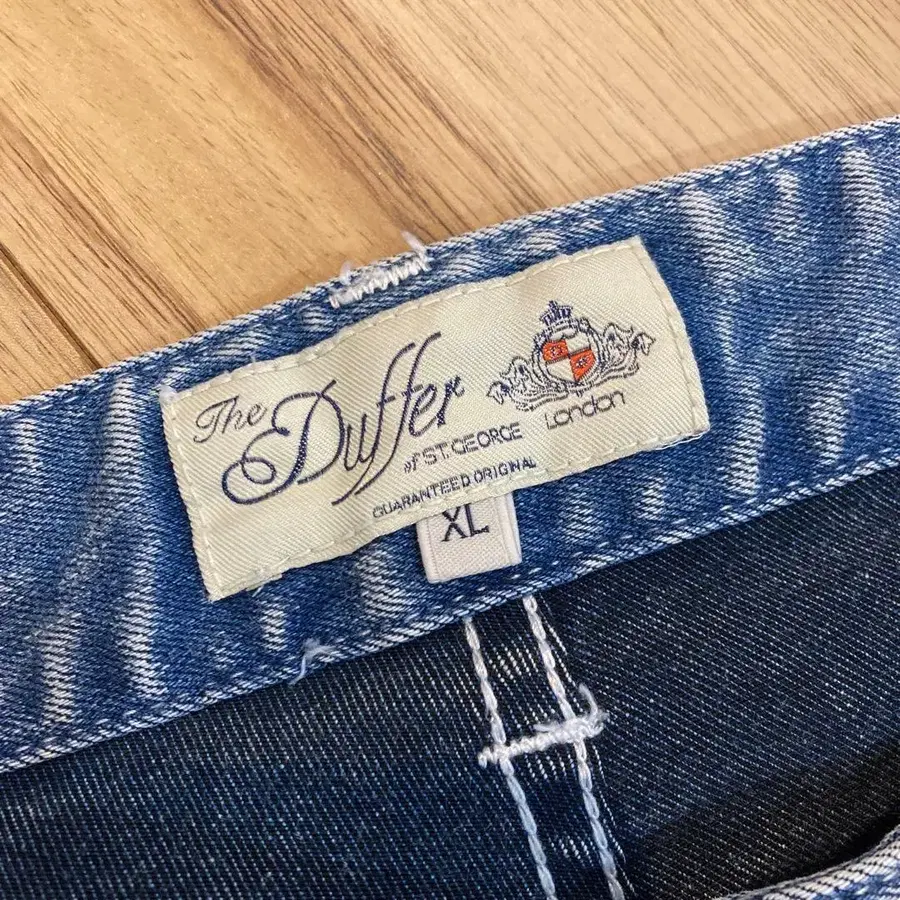 The Duffer
of ST. GEORGE
London
GUARANTEED ORIGINAL
XL